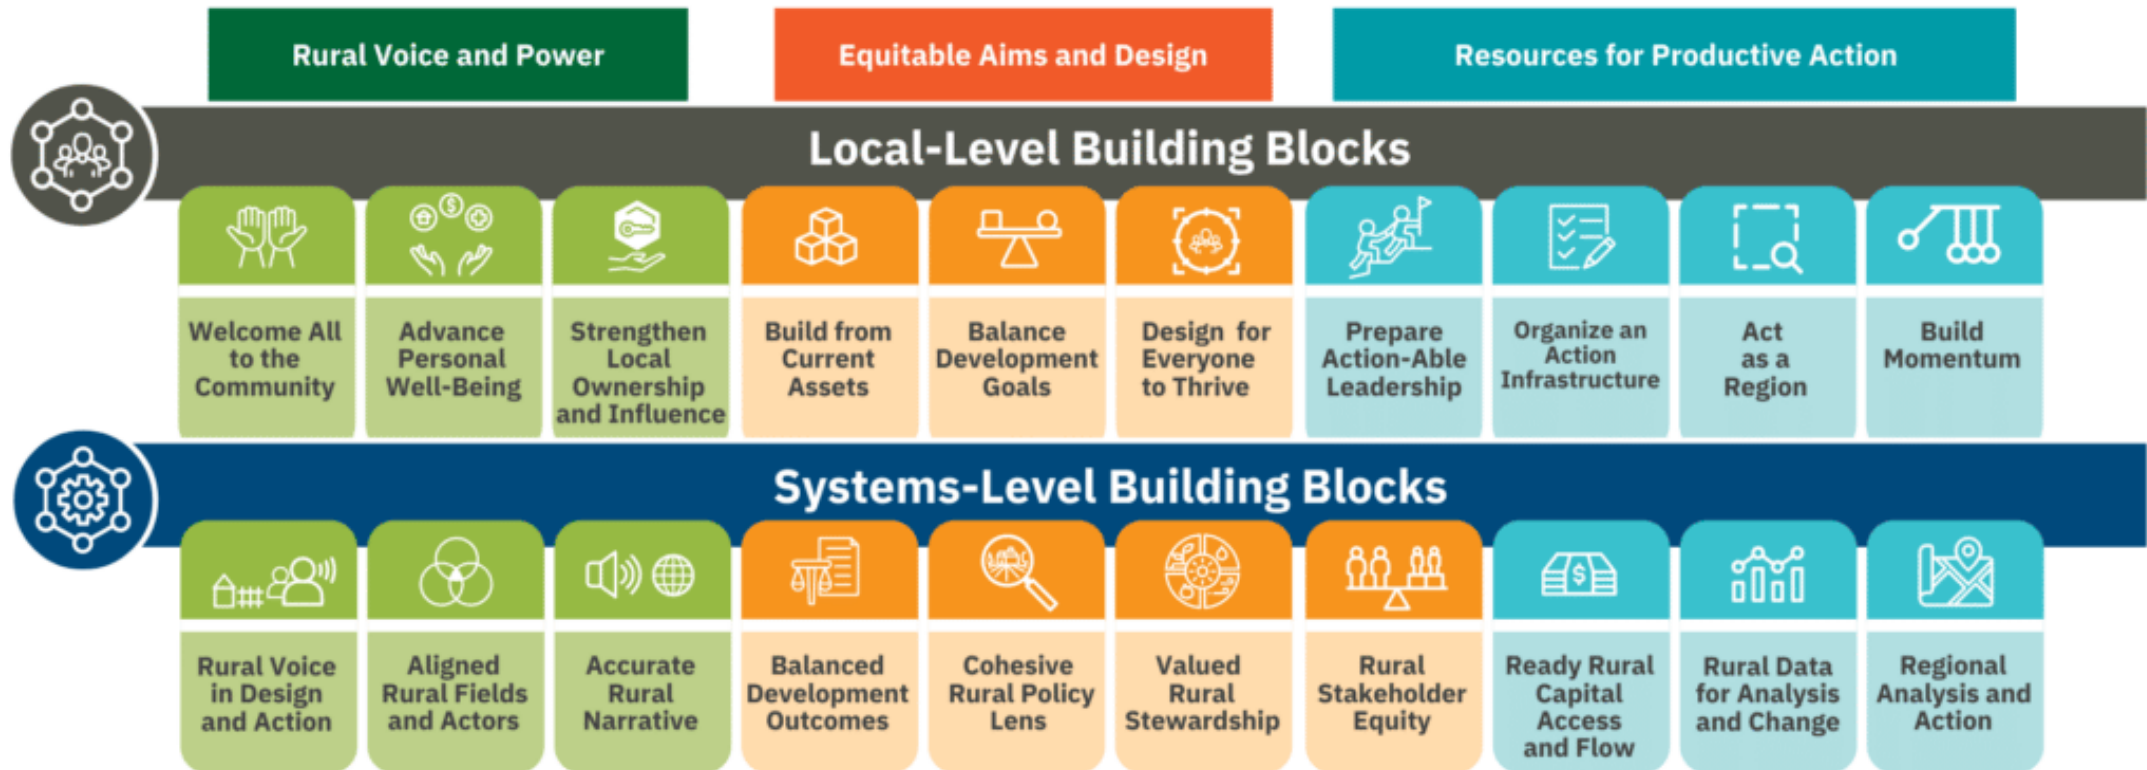 Rural Voice and Power
Equitable Aims and Design
Resources for Productive Action
Local-Level Building Blocks
Welcome All
to the
Community
Advance
Personal
Well-Being
Strengthen
Local
Ownership
and Influence
Build from
Current
Assets
Balance
Development
Goals
Design for
Everyone
to Thrive
Prepare
Action-Able
Leadership
Organize an
Action
Infrastructure
Act
as a
Region
Build
Momentum
Systems-Level Building Blocks
Rural Voice
in Design
and Action
Aligned
Rural Fields
and Actors
Accurate
Rural
Narrative
Balanced
Development
Outcomes
Cohesive
Rural Policy
Lens
Valued
Rural
Stewardship
Rural
Stakeholder
Equity
Ready Rural
Capital
Access
and Flow
Rural Data
for Analysis
and Change
Regional
Analysis and
Action